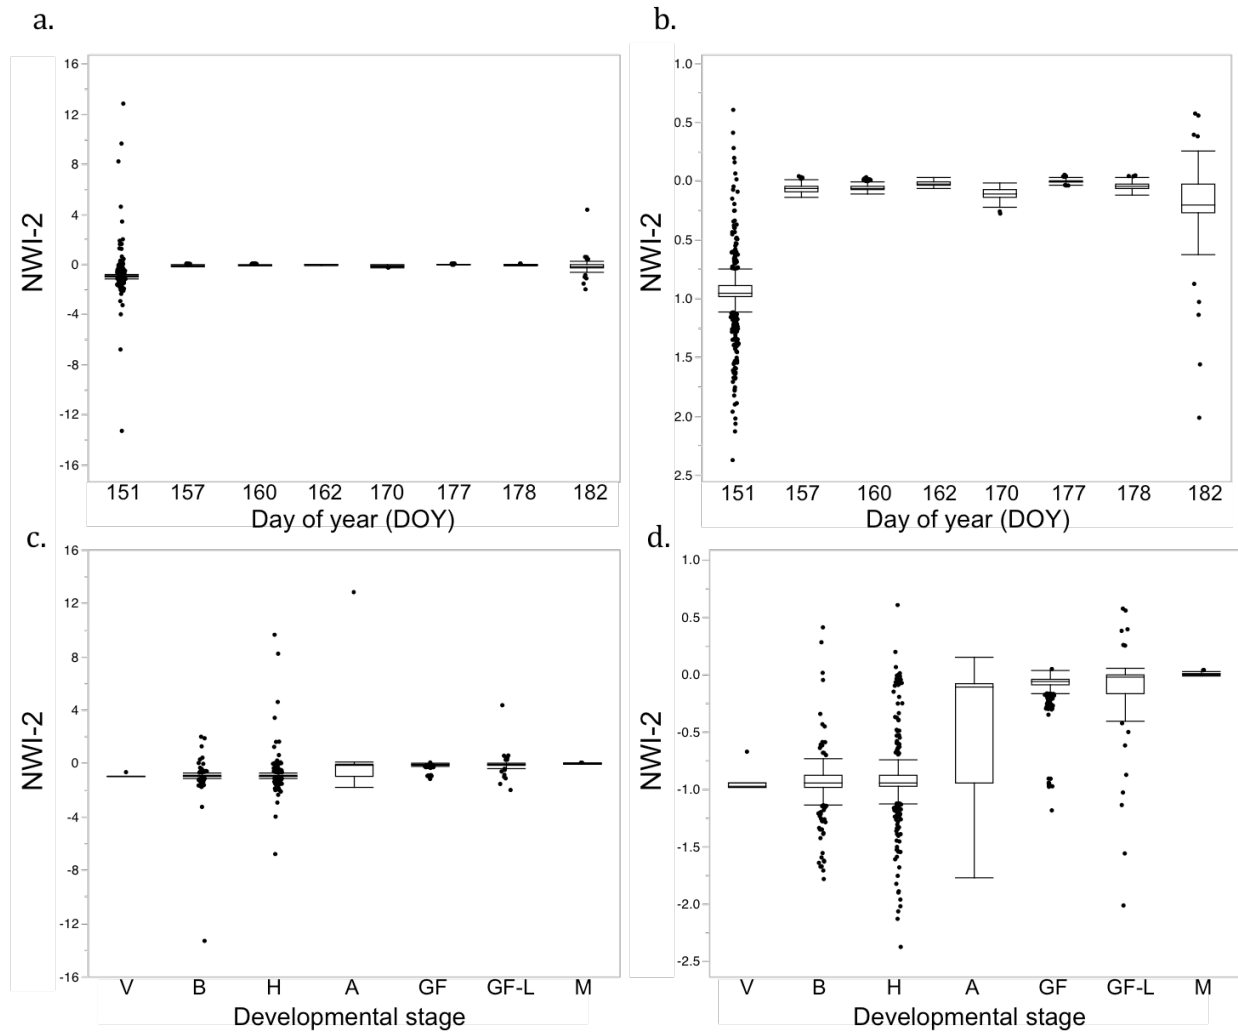 a.
NWI-2
16
12
8
4
0
-4
-8
-12
-16
151 157 160 162 170 177 178 182
Day of year (DOY)
b.
NWI-2
1.0
0.5
0.0
0.5
1.0
1.5
2.0
2.5
151 157 160 162 170 177 178 182
Day of year (DOY)
c.
NWI-2
16
12
8
4
0
-4
-8
-12
-16
V B H A GF GF-L M
Developmental stage
d.
NWI-2
1.0
0.5
0.0
-0.5
-1.0
-1.5
-2.0
-2.5
V B H A GF GF-L M
Developmental stage